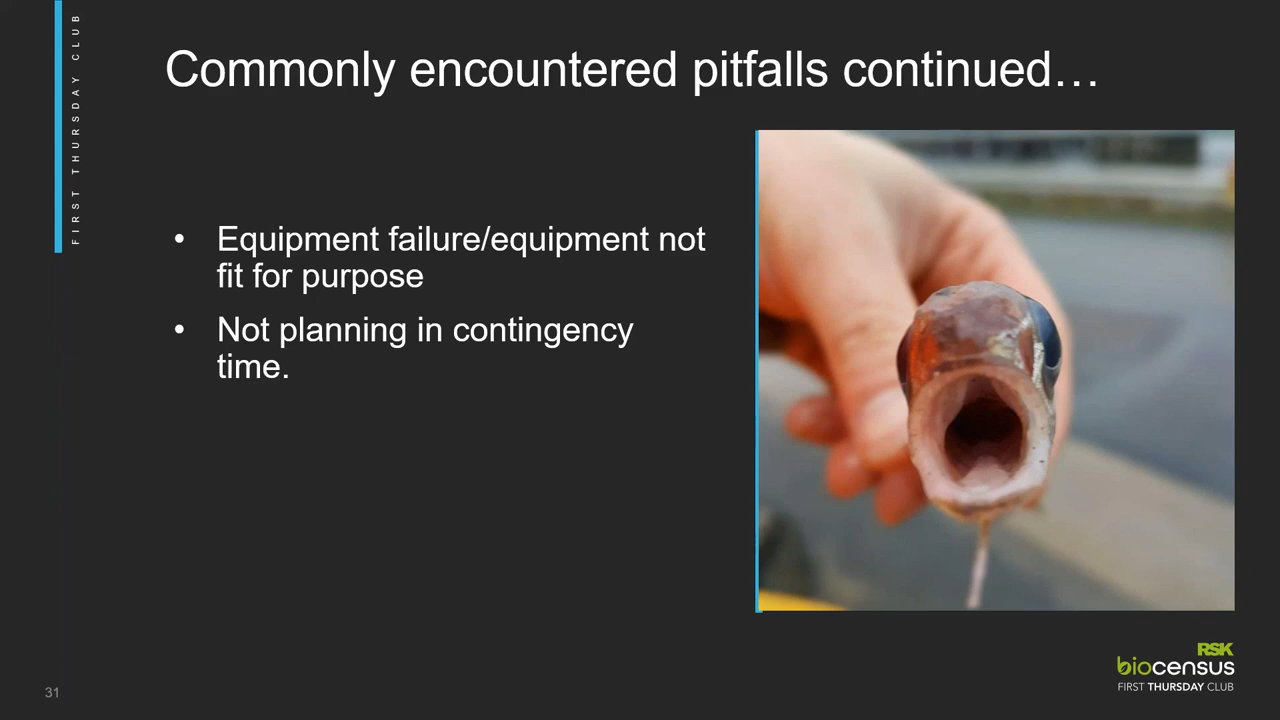 FIRST THURSDAY CLUB
Commonly encountered pitfalls continued…
• Equipment failure/equipment not
fit for purpose
• Not planning in contingency
time.
RSK
biocensus
FIRST THURSDAY CLUB
31